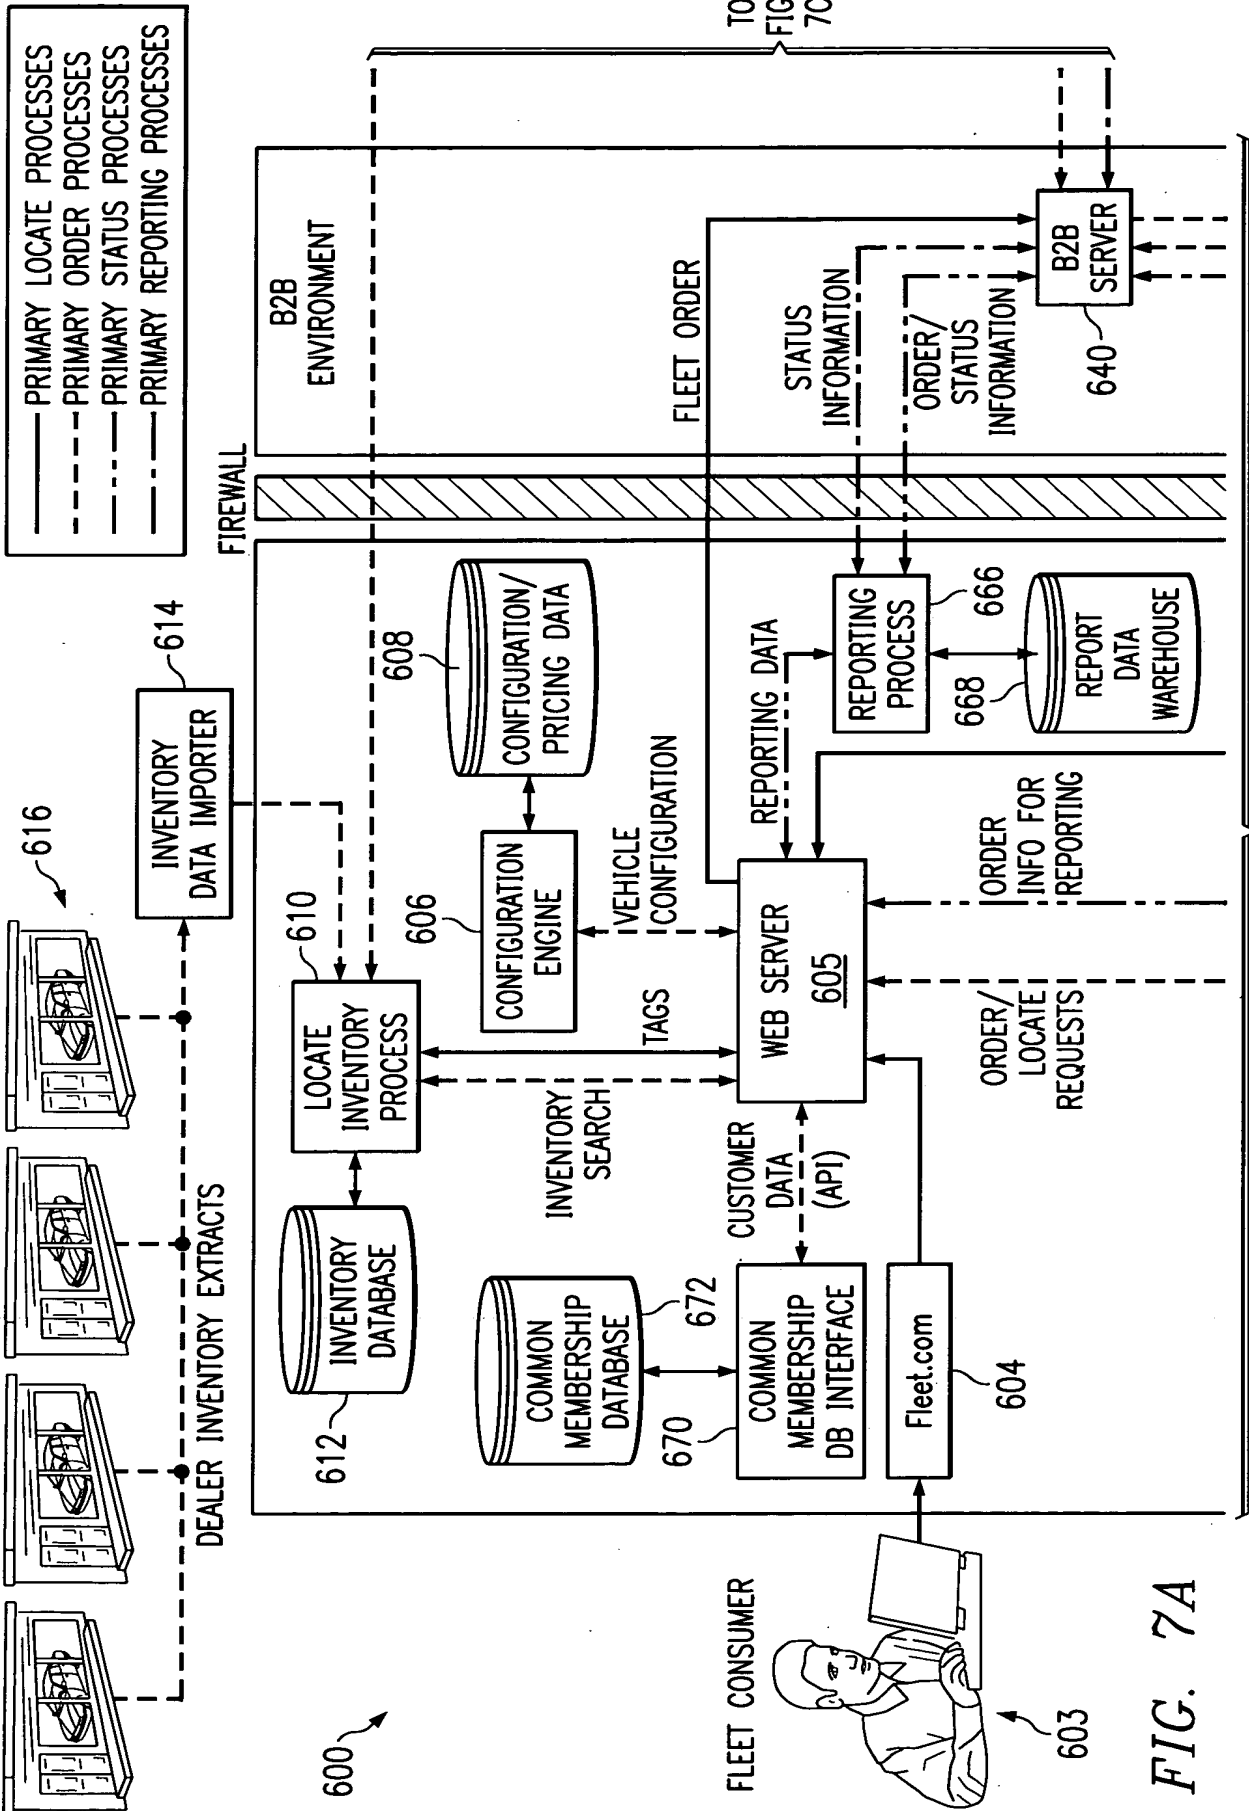 PRIMARY LOCATE PROCESSES
PRIMARY ORDER PROCESSES
PRIMARY STATUS PROCESSES
PRIMARY REPORTING PROCESSES
616
614
INVENTORY
DATA IMPORTER
DEALER INVENTORY EXTRACTS
600
FIREWALL
B2B
ENVIRONMENT
TO
FIG.
612
INVENTORY
DATABASE
610
LOCATE
INVENTORY
PROCESS
608
CONFIGURATION/
PRICING DATA
606
CONFIGURATION
ENGINE
INVENTORY
SEARCH
TAGS
VEHICLE
CONFIGURATION
COMMON
MEMBERSHIP
DATABASE
672
670
COMMON
MEMBERSHIP
DB INTERFACE
CUSTOMER
DATA
(API)
WEB SERVER
605
REPORTING DATA
FLEET ORDER
STATUS
INFORMATION
ORDER/
STATUS
INFORMATION
REPORTING
PROCESS
666
668
REPORT
DATA
WAREHOUSE
B2B
SERVER
640
FLEET CONSUMER
603
Fleet.com
604
ORDER/
LOCATE
REQUESTS
ORDER
INFO FOR
REPORTING
FIG. 7A